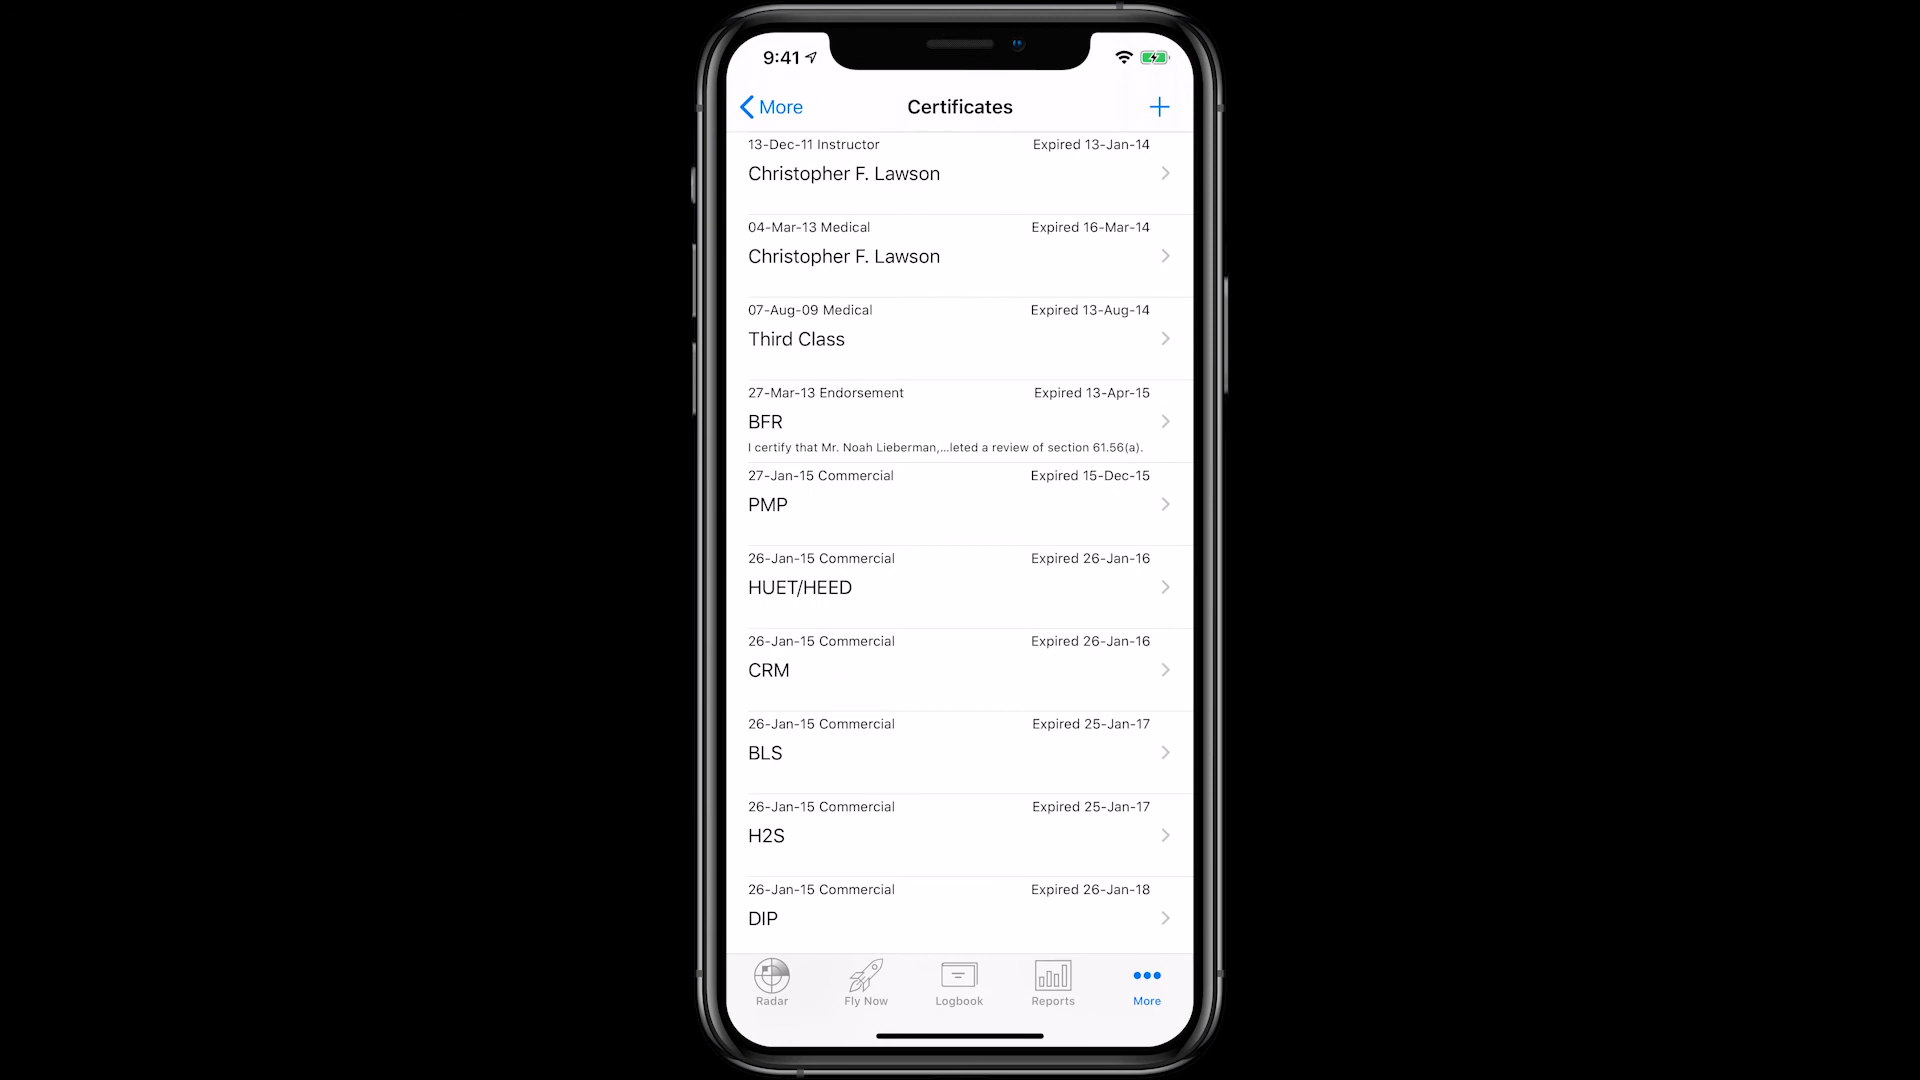 9:41
More
Certificates
13-Dec-11 Instructor
Expired 13-Jan-14
Christopher F. Lawson
04-Mar-13 Medical
Expired 16-Mar-14
Christopher F. Lawson
07-Aug-09 Medical
Expired 13-Aug-14
Third Class
27-Mar-13 Endorsement
Expired 13-Apr-15
BFR
I certify that Mr. Noah Lieberman,...leted a review of section 61.56(a).
27-Jan-15 Commercial
Expired 15-Dec-15
PMP
26-Jan-15 Commercial
Expired 26-Jan-16
HUET/HEED
26-Jan-15 Commercial
Expired 26-Jan-16
CRM
26-Jan-15 Commercial
Expired 25-Jan-17
BLS
26-Jan-15 Commercial
Expired 25-Jan-17
H2S
26-Jan-15 Commercial
Expired 26-Jan-18
DIP
Radar
Fly Now
Logbook
Reports
More